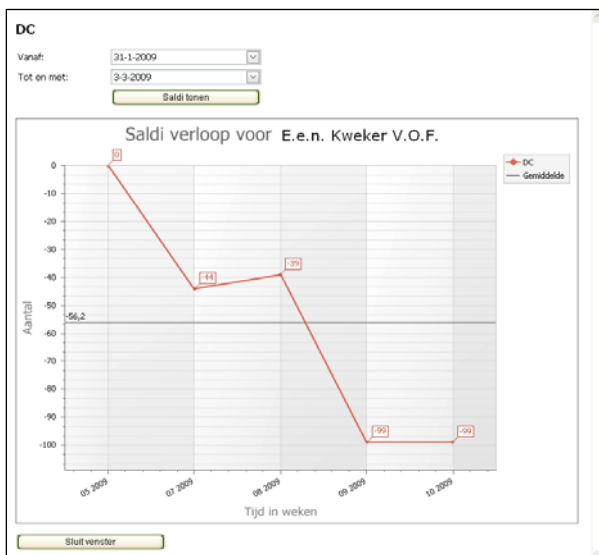 DC
Vanaf: 31-1-2009
Tot en met: 3-3-2009
Saldi tonen
Saldi verloop voor E.e.n. Kweker V.O.F.
DC
Gemiddelde
0
-10
-20
-30
-40
-50
-60
-70
-80
-90
-100
Aantal
0
-44
-39
-56,2
-99
-99
05 2009
07 2009
08 2009
09 2009
10 2009
Tijd in weken
Sluit venster